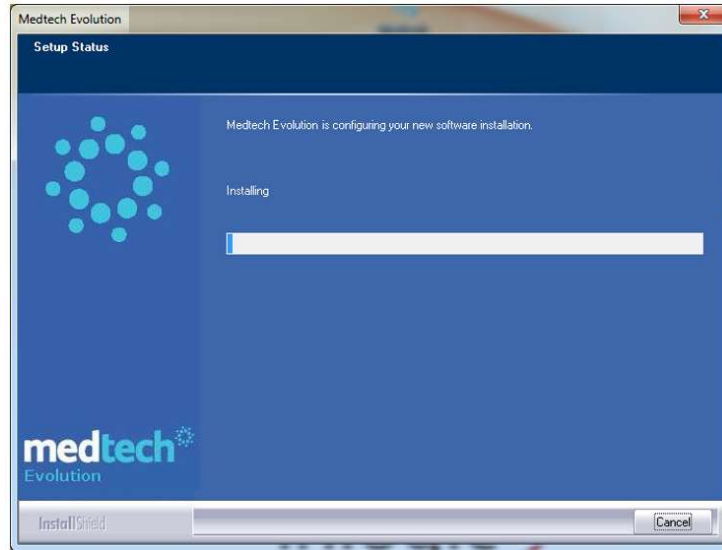 Medtech Evolution
Setup Status
Medtech Evolution is configuring your new software installation.
Installing
medtech
Evolution
InstallShield
Cancel